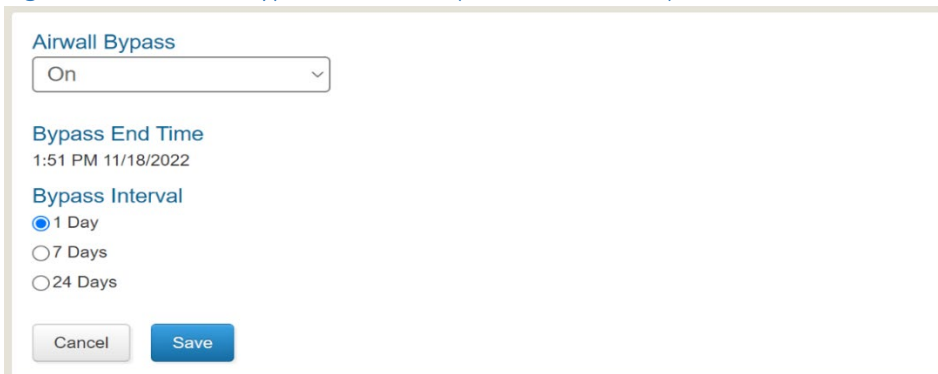 Airwall Bypass
On
Bypass End Time
1:51 PM 11/18/2022
Bypass Interval
1 Day
7 Days
24 Days
Cancel Save